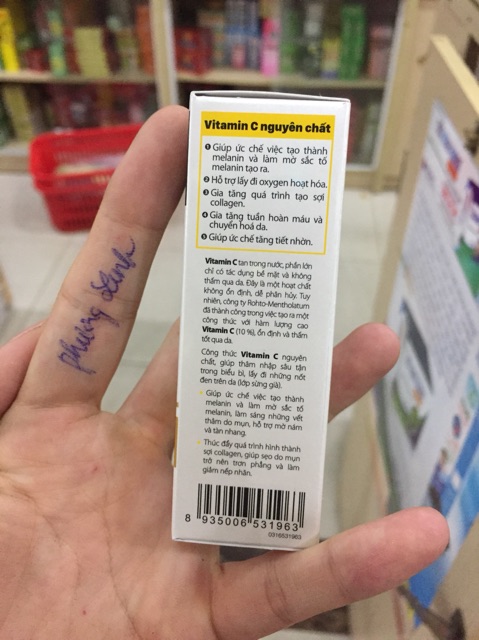 Vitamin C nguyên chất
❶ Giúp ức chế việc tạo thành
melanin và làm mờ sắc tố
melanin tạo ra.
❷ Hỗ trợ lấy đi oxygen hoạt hóa.
❸ Gia tăng quá trình tạo sợi
collagen.
❹ Gia tăng tuần hoàn máu và
chuyển hoá da.
❺ Giúp ức chế tăng tiết nhờn.
Vitamin C tan trong nước, phần lớn
chỉ có tác dụng bề mặt và không
thấm qua da. Đây là một hoạt chất
không ổn định, dễ phân hủy. Tuy
nhiên, công ty Rohto-Mentholatum
đã thành công trong việc tạo ra một
công thức với hàm lượng cao
Vitamin C (10%), ổn định và thấm
tốt qua da.
Công thức Vitamin C nguyên
chất, giúp thâm nhập sâu tận
trong biểu bì, lấy đi những nốt
đen trên da (lớp sừng già).
Giúp ức chế việc tạo thành
melanin và làm mờ sắc tố
melanin, làm sáng những vết
thâm do mụn, hỗ trợ mờ nám
và tàn nhang.
Thúc đẩy quá trình hình thành
sợi collagen, giúp sẹo do mụn
trở nên trơn phẳng và làm
giảm nếp nhăn.
8 935006 531963
0316531963
phương Linh